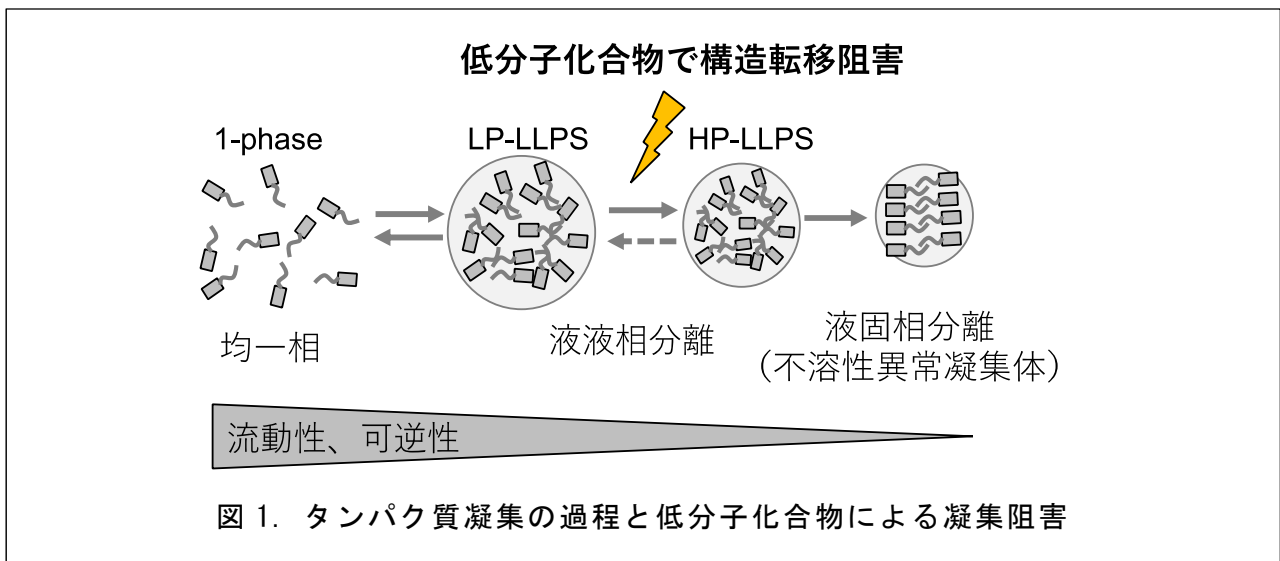 低分子化合物で構造転移阻害
1-phase
LP-LLPS
HP-LLPS
均一相
液液相分離
液固相分離
（不溶性異常凝集体）
流動性、可逆性
図 1. タンパク質凝集の過程と低分子化合物による凝集阻害